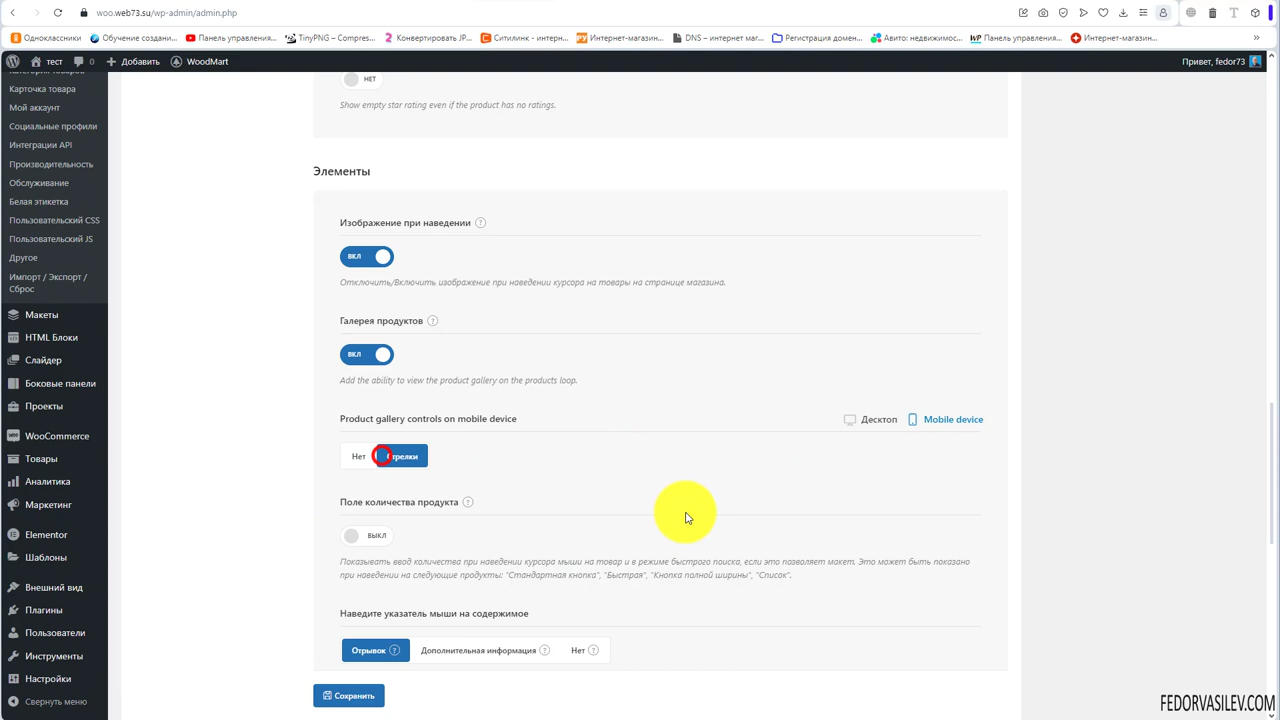 woo.web73.su/wp-admin/admin.php
Одноклассники
Обучение создани...
Панель управления...
TinyPNG – Compres...
Конвертировать JP...
Ситилинк - интерн...
Интернет-магазин...
DNS – интернет маг...
Регистрация домен...
Авито: недвижимос...
Панель управления...
Интернет-магазин...
тест
0
Добавить
WoodMart
Привет, fedor73
Категория товаров
Карточка товара
Мой аккаунт
Социальные профили
Интеграции API
Производительность
Обслуживание
Белая этикетка
Пользовательский CSS
Пользовательский JS
Другое
Импорт / Экспорт /
Сброс
Макеты
HTML Блоки
Слайдер
Боковые панели
Проекты
WooCommerce
Товары
Аналитика
Маркетинг
Elementor
Шаблоны
Внешний вид
Плагины
Пользователи
Инструменты
Настройки
Свернуть меню
НЕТ
Show empty star rating even if the product has no ratings.
Элементы
Изображение при наведении
ВКЛ
Отключить/Включить изображение при наведении курсора на товары на странице магазина.
Галерея продуктов
ВКЛ
Add the ability to view the product gallery on the products loop.
Product gallery controls on mobile device
Десктоп
Mobile device
Нет
Стрелки
Поле количества продукта
ВЫКЛ
Показывать ввод количества при наведении курсора мыши на товар и в режиме быстрого поиска, если это позволяет макет. Это может быть показано
при наведении на следующие продукты: "Стандартная кнопка", "Быстрая", "Кнопка полной ширины", "Список".
Наведите указатель мыши на содержимое
Отрывок
Дополнительная информация
Нет
Сохранить
FEDORVASILEV.COM